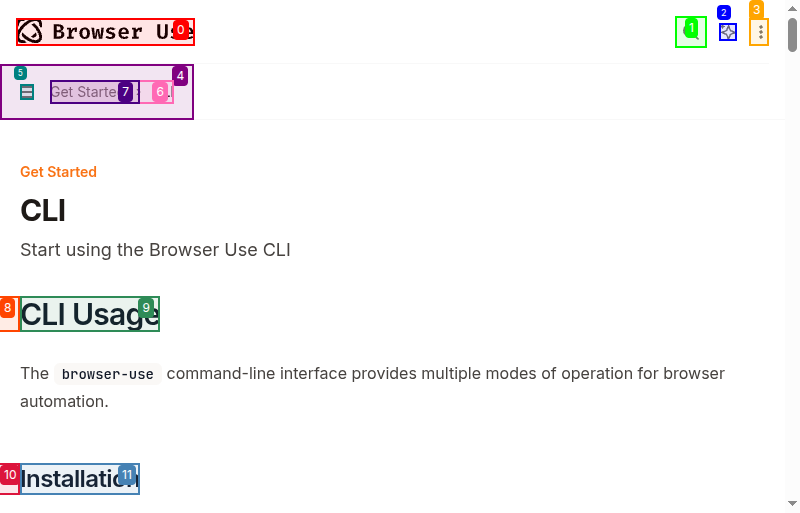 Browser Use
0
1
2
3
4
5
Get Starte
7
6
Get Started
CLI
Start using the Browser Use CLI
8
CLI Usage
9
The browser-use command-line interface provides multiple modes of operation for browser
automation.
10
Installation
11